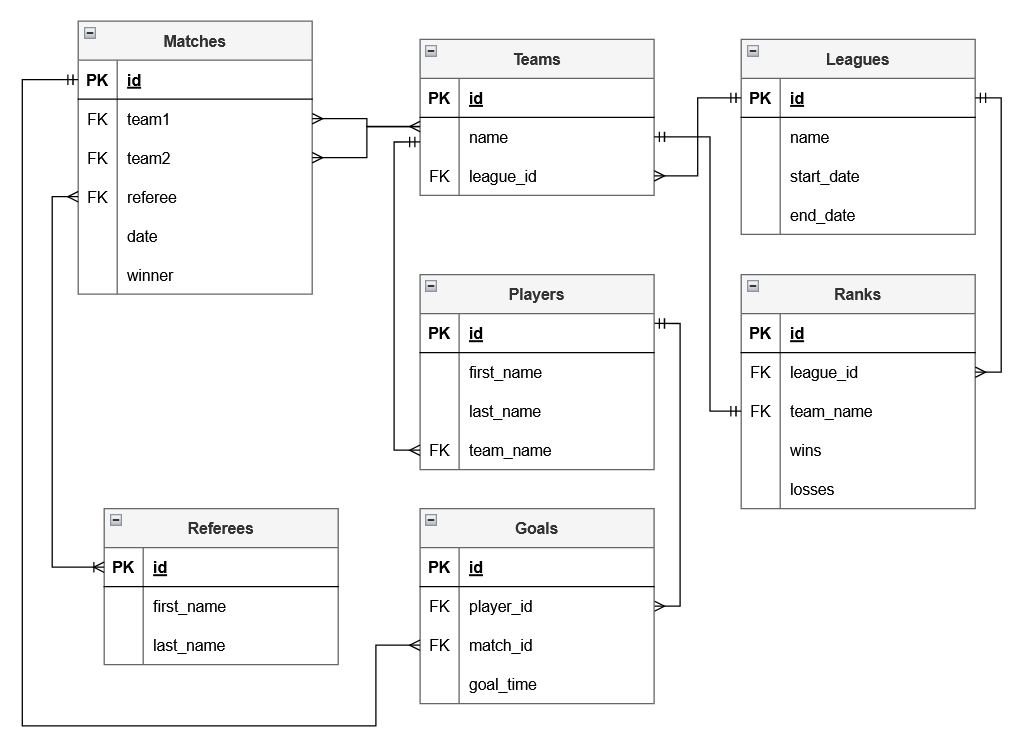 Matches
PK id
FK team1
FK team2
FK referee
date
winner
Teams
PK id
name
FK league_id
Leagues
PK id
name
start_date
end_date
Players
PK id
first_name
last_name
FK team_name
Ranks
PK id
FK league_id
FK team_name
wins
losses
Referees
PK id
first_name
last_name
Goals
PK id
FK player_id
FK match_id
goal_time